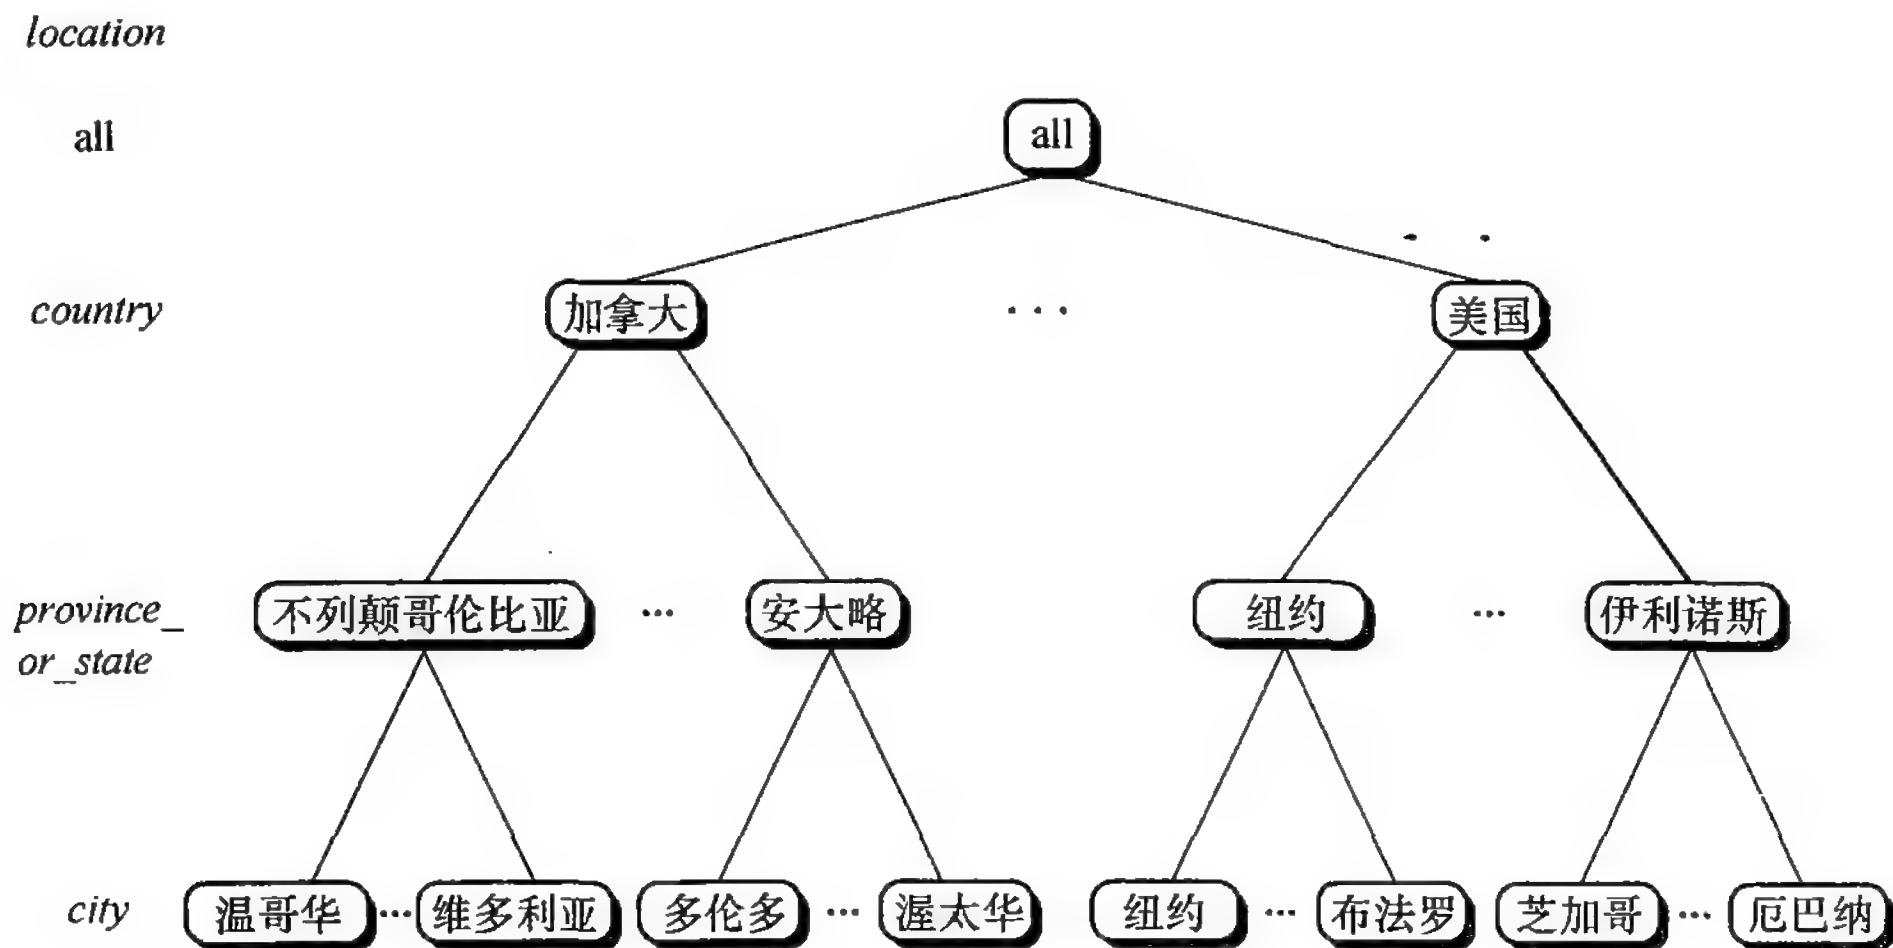 location
all all
country 加拿大 ··· 美国
province_
or_state 不列颠哥伦比亚 ··· 安大略 纽约 ··· 伊利诺斯
city 温哥华 ··· 维多利亚 多伦多 ··· 渥太华 纽约 ··· 布法罗 芝加哥 ··· 厄巴纳